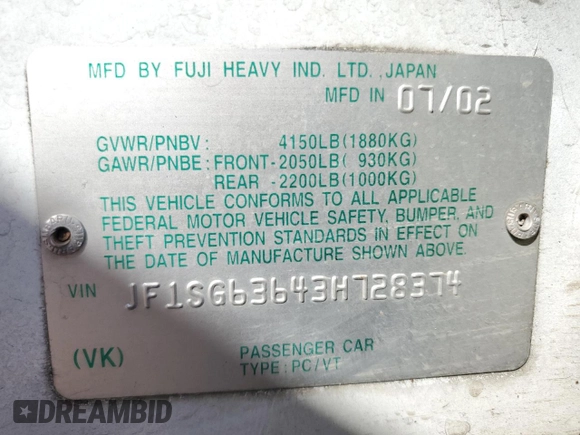 MFD BY FUJI HEAVY IND. LTD. JAPAN
MFD IN 07/02
GVWR/PNBV: 4150LB(1880KG)
GAWR/PNBE: FRONT-2050LB( 930KG)
REAR -2200LB(1000KG)
THIS VEHICLE CONFORMS TO ALL APPLICABLE
FEDERAL MOTOR VEHICLE SAFETY, BUMPER, AND
THEFT PREVENTION STANDARDS IN EFFECT ON
THE DATE OF MANUFACTURE SHOWN ABOVE.
VIN JF1SG63643H728374
(VK) PASSENGER CAR
TYPE:PC/VT
DREAMBID